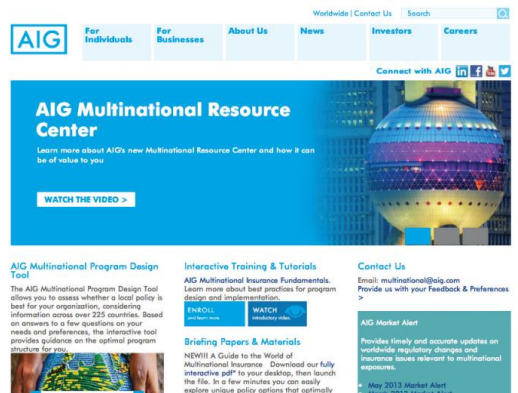 Worldwide | Contact Us
Search
AIG
For
Individuals
For
Businesses
About Us
News
Investors
Careers
Connect with AIG
AIG Multinational Resource
Center
Learn more about AIG's new Multinational Resource Center and how it can
be of value to you
WATCH THE VIDEO >
AIG Multinational Program Design
Tool
The AIG Multinational Program Design Tool
allows you to assess whether a local policy is
best for your organization, considering
information across over 225 countries. Based
on answers to a few questions on your
needs and preferences, the interactive tool
provides guidance on the optimal program
structure for you.
Interactive Training & Tutorials
AIG Multinational Insurance Fundamentals.
Learn more about best practices for program
design and implementation.
ENROLL
and learn more
WATCH
introductory video.
Briefing Papers & Materials
NEW!!! A Guide to the World of
Multinational Insurance Download our fully
interactive pdf* to your desktop, then launch
the file. In a few minutes you can easily
explore unique policy options that optimally
Contact Us
Email: multinational@aig.com
Provide us with your Feedback & Preferences
>
AIG Market Alert
Provides timely and accurate updates on
worldwide regulatory changes and
insurance issues relevant to multinational
exposures.
May 2013 Market Alert
March 2013 Market Alert